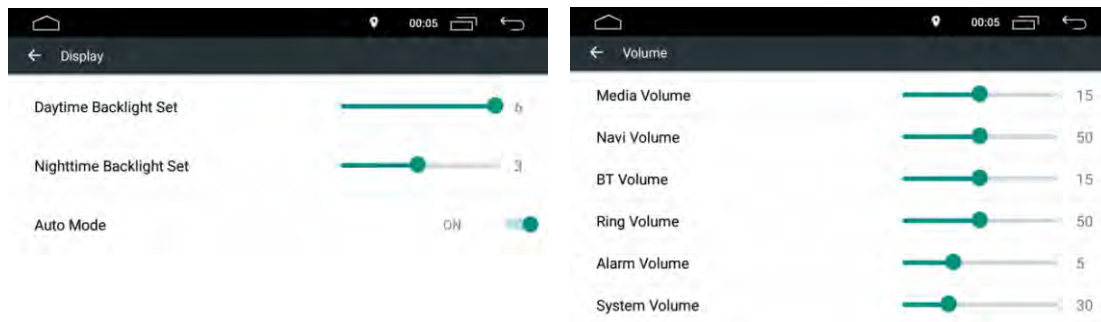 00:05
Display
Daytime Backlight Set 6
Nighttime Backlight Set 3
Auto Mode ON
00:05
Volume
Media Volume 15
Navi Volume 50
BT Volume 15
Ring Volume 50
Alarm Volume 5
System Volume 30